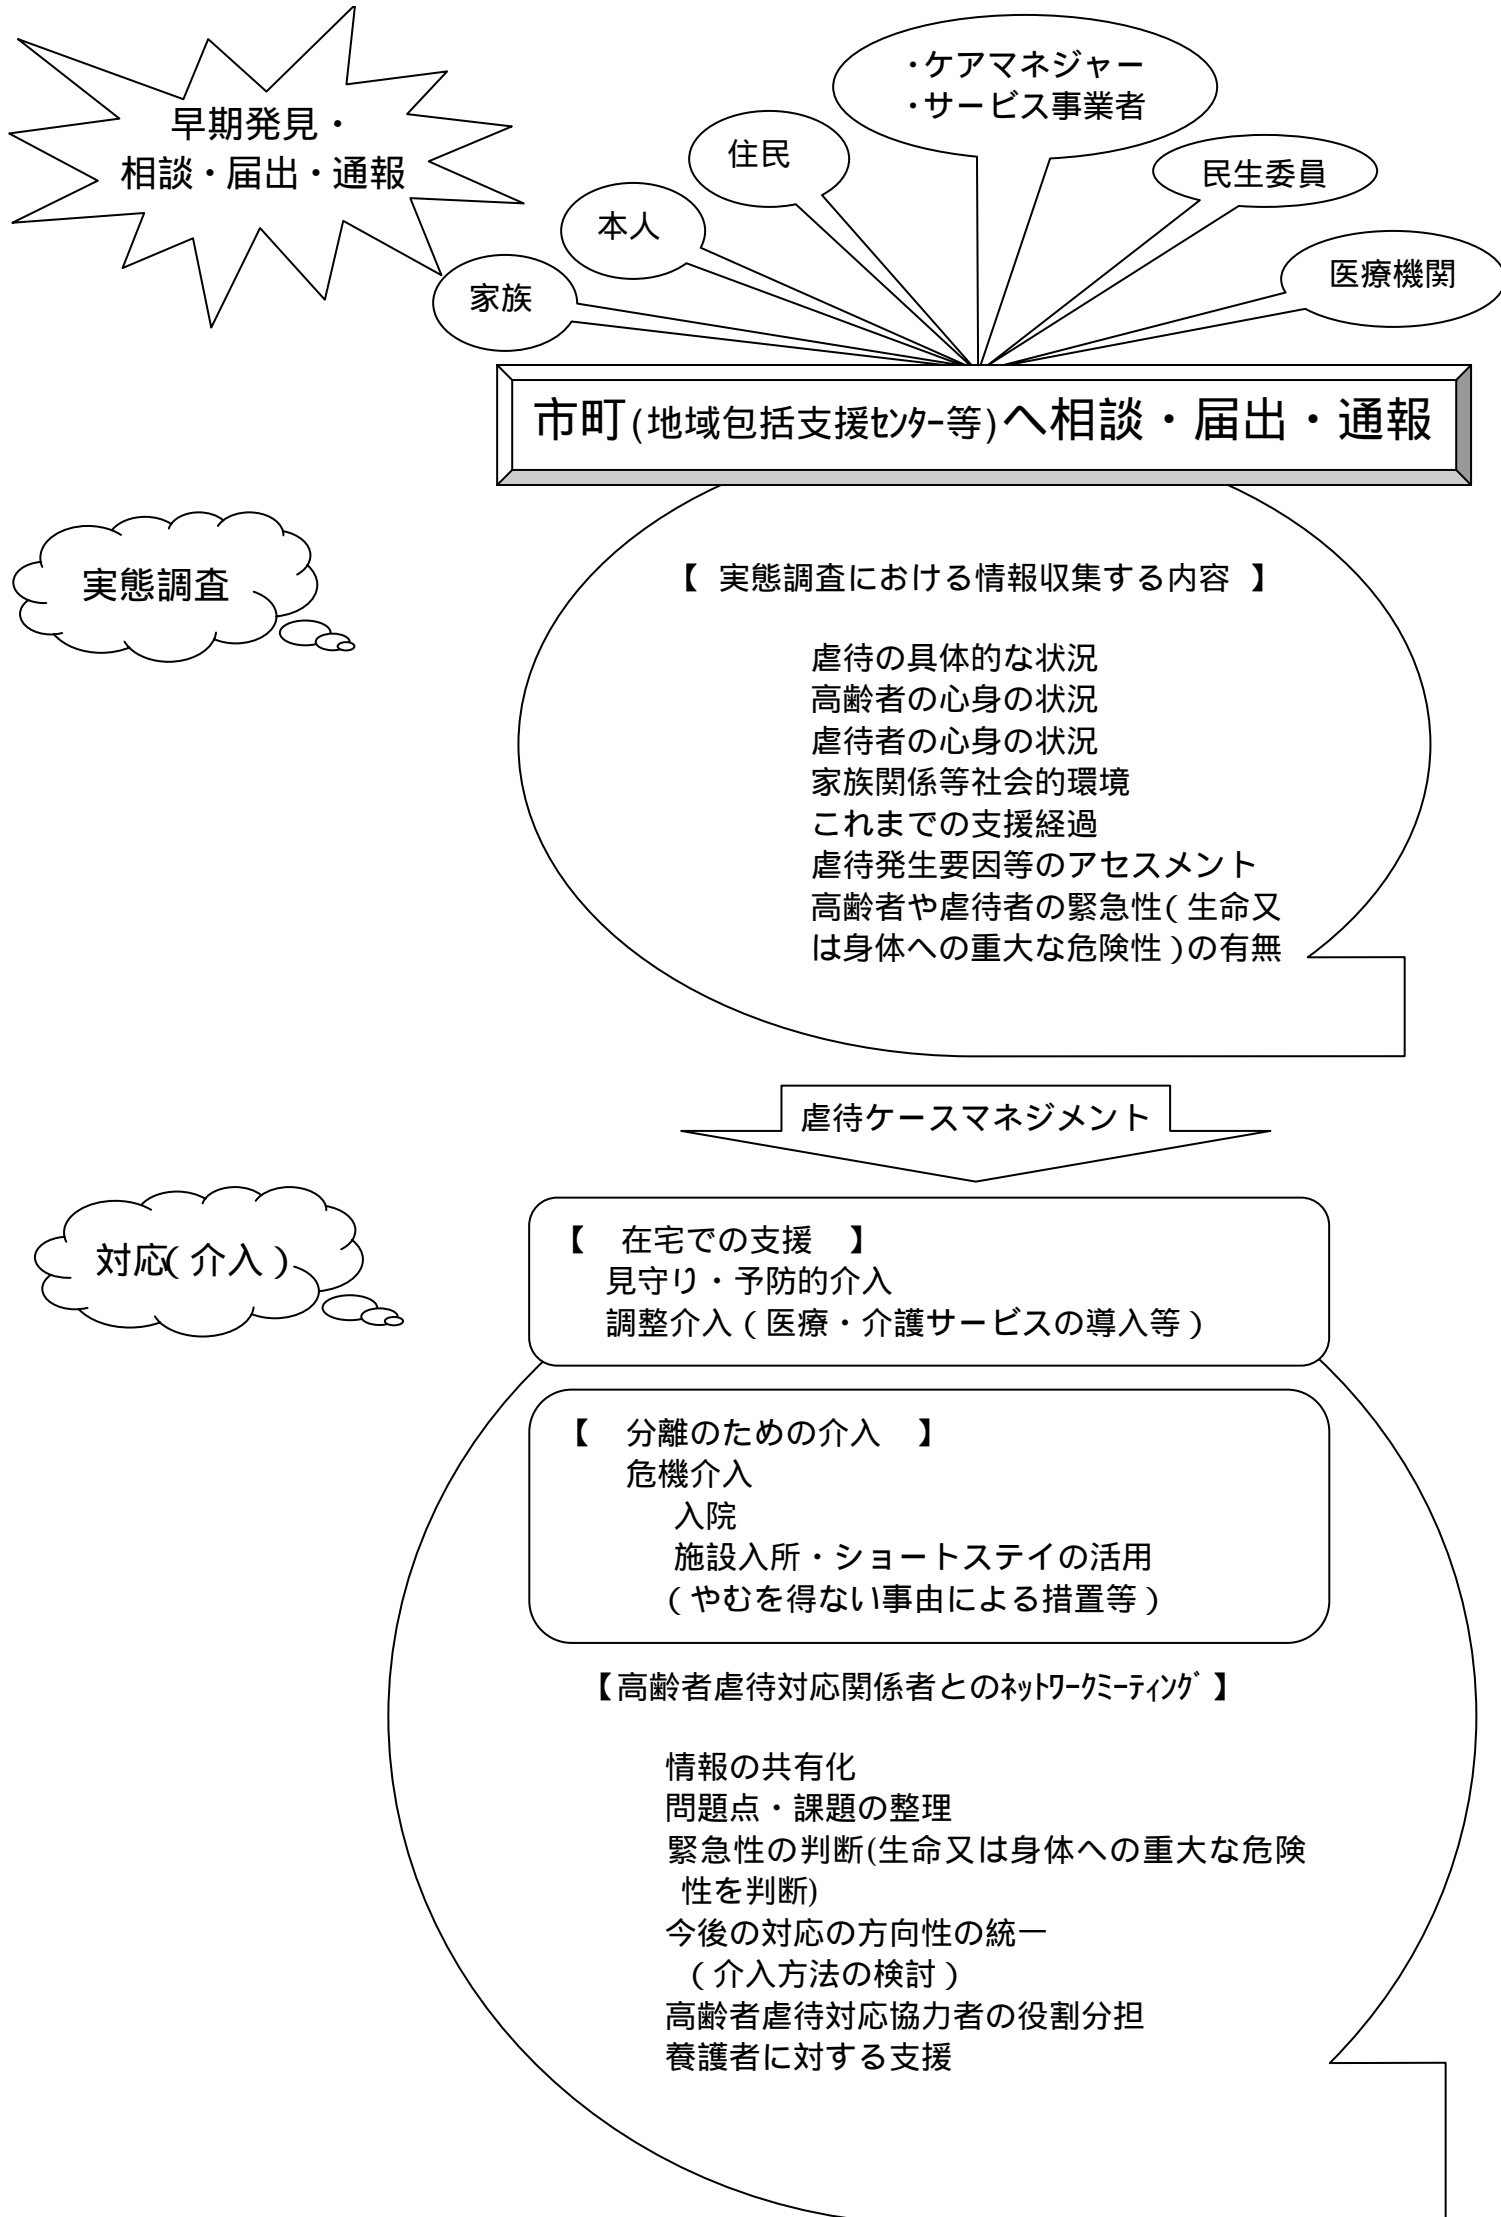 早期発見・
相談・届出・通報
・ケアマネジャー
・サービス事業者
住民
民生委員
本人
医療機関
家族
市町(地域包括支援ｾﾝﾀｰ等)へ相談・届出・通報
実態調査
【 実態調査における情報収集する内容 】
虐待の具体的な状況
高齢者の心身の状況
虐待者の心身の状況
家族関係等社会的環境
これまでの支援経過
虐待発生要因等のアセスメント
高齢者や虐待者の緊急性(生命又
は身体への重大な危険性)の有無
虐待ケースマネジメント
対応(介入)
【 在宅での支援 】
見守り・予防的介入
調整介入(医療・介護サービスの導入等)
【 分離のための介入 】
危機介入
入院
施設入所・ショートステイの活用
(やむを得ない事由による措置等)
【高齢者虐待対応関係者とのﾈｯﾄﾜｰｸﾐｰﾃｨﾝｸﾞ】
情報の共有化
問題点・課題の整理
緊急性の判断(生命又は身体への重大な危険
性を判断)
今後の対応の方向性の統一
(介入方法の検討)
高齢者虐待対応協力者の役割分担
養護者に対する支援